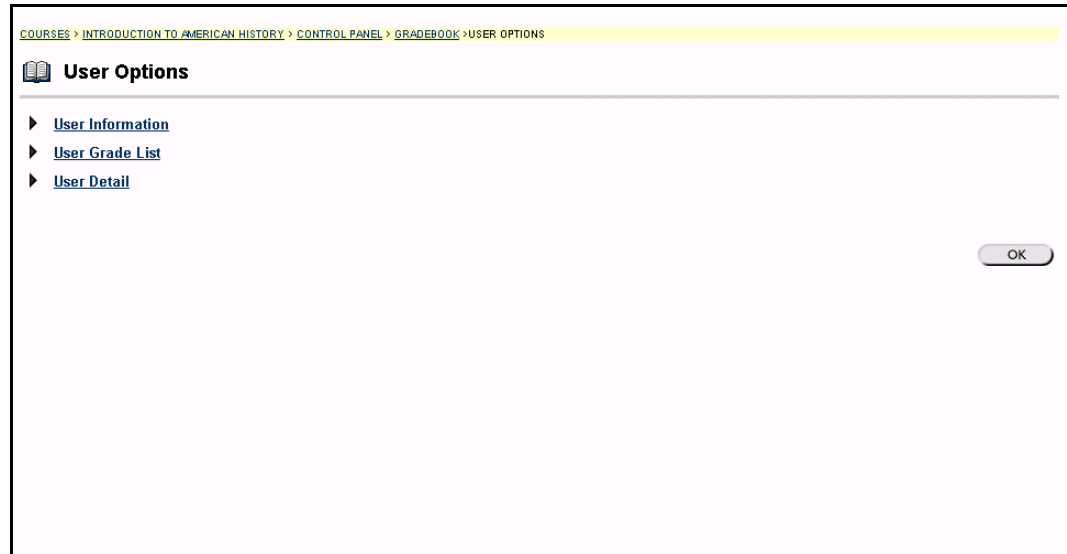 COURSES > INTRODUCTION TO AMERICAN HISTORY > CONTROL PANEL > GRADEBOOK >USER OPTIONS
User Options
User Information
User Grade List
User Detail
OK